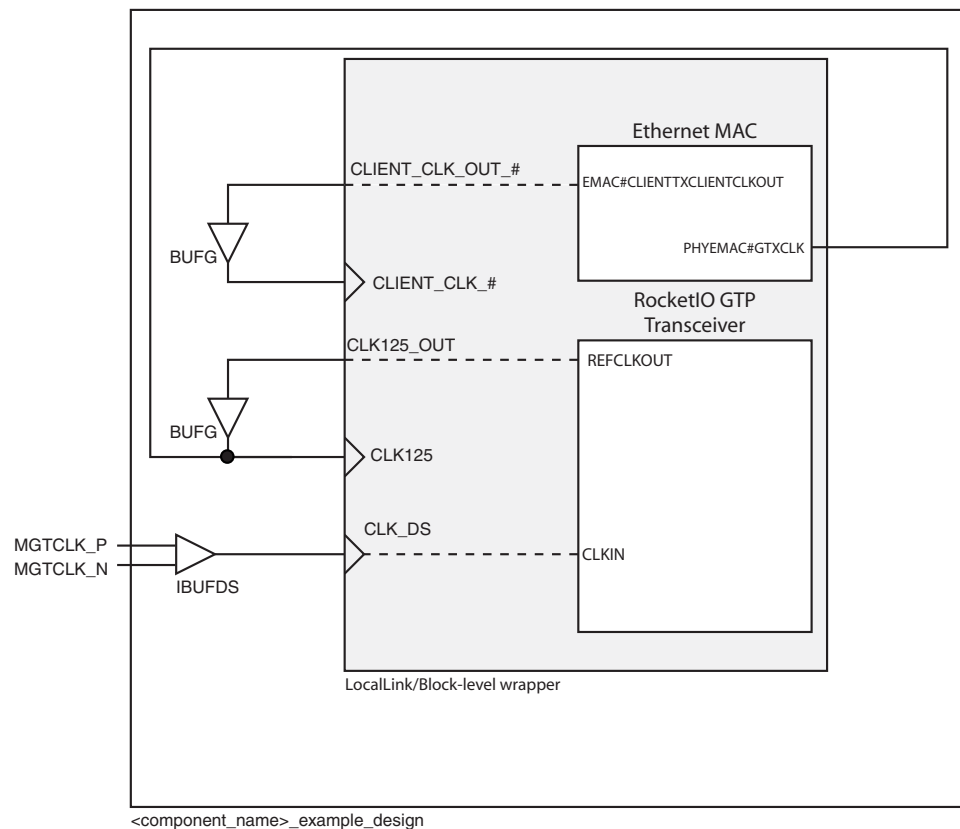 Ethernet MAC
CLIENT_CLK_OUT_#
EMAC#CLIENTTXCLIENTCLKOUT
BUFG
PHYEMAC#GTXCLK
CLIENT_CLK_#
RocketIO GTP
Transceiver
CLK125_OUT
REFCLKOUT
BUFG
CLK125
CLK_DS
MGTCLK_P
MGTCLK_N
CLKIN
IBUFDS
LocalLink/Block-level wrapper
<component_name>_example_design